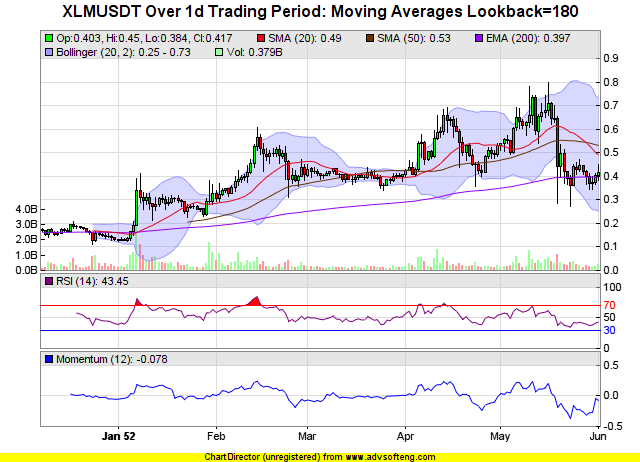 XLMUSDT Over 1d Trading Period: Moving Averages Lookback=180
Op:0.403, Hi:0.45, Lo:0.384, Cl:0.417 SMA (20): 0.49 SMA (50): 0.53 EMA (200): 0.397
Bollinger (20, 2): 0.25 - 0.73 Vol: 0.379B
0.9
0.8
0.7
0.6
0.5
0.4
0.3
0.2
0.1
0.0
4.0B
3.0B
2.0B
1.0B
0.0B
RSI (14): 43.45
100
70
50
30
0
Momentum (12): -0.078
0.5
0.0
-0.5
Jan 52 Feb Mar Apr May Jun
ChartDirector (unregistered) from www.advsofteng.com